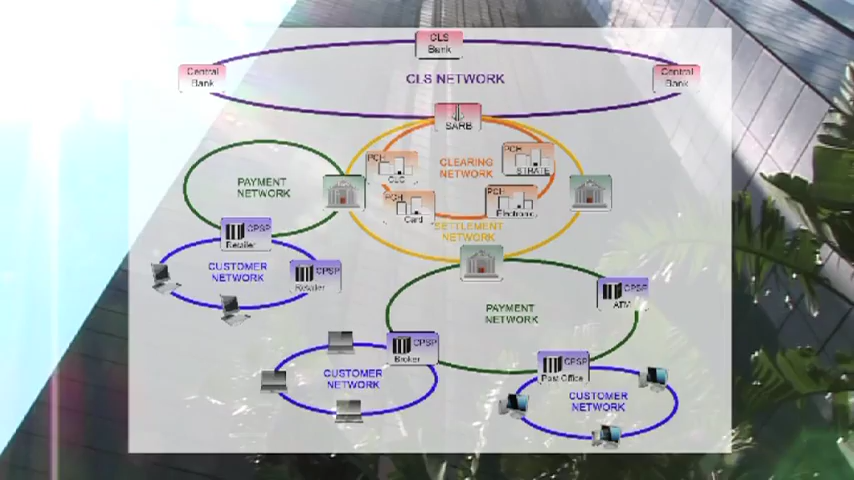 CLS
Bank
Central
Bank
CLS NETWORK
Central
Bank
SARB
PCH
CLEARING
NETWORK
PCH
STRATE
PAYMENT
NETWORK
PCH
Card
PCH
Electronic
SETTLEMENT
NETWORK
CPSP
Retailer
CUSTOMER
NETWORK
CPSP
Retailer
PAYMENT
NETWORK
CPSP
ATM
CPSP
Broker
CUSTOMER
NETWORK
CPSP
Post Office
CUSTOMER
NETWORK